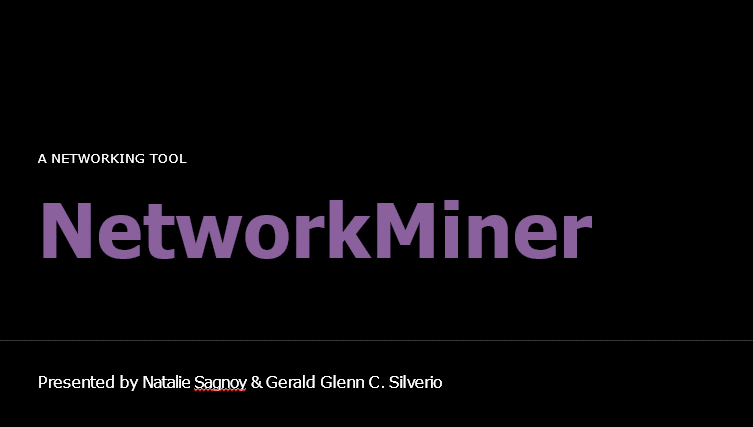 A NETWORKING TOOL
NetworkMiner
Presented by Natalie Sagnoy & Gerald Glenn C. Silverio